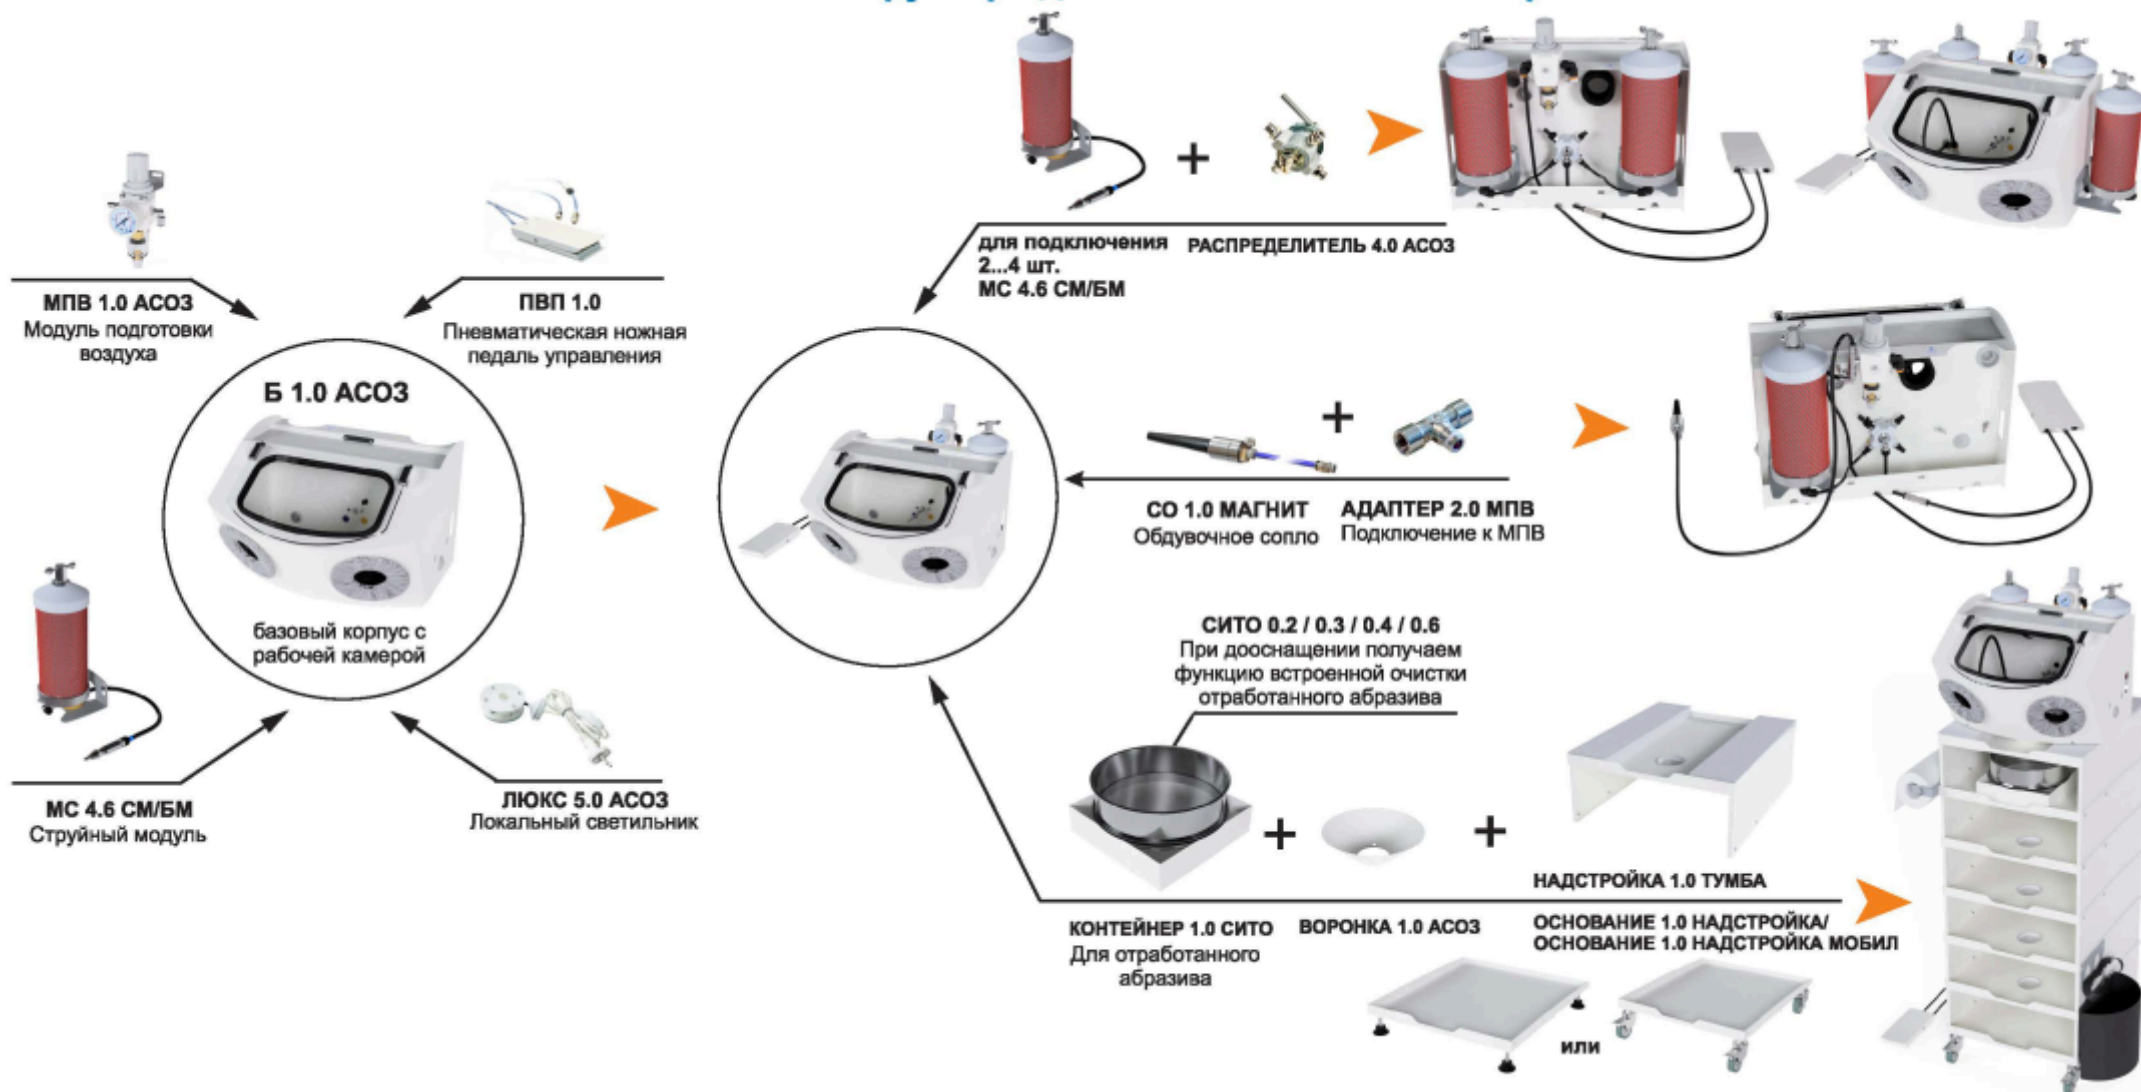 МПВ 1.0 АСОЗ
Модуль подготовки
воздуха
ПВП 1.0
Пневматическая ножная
педаль управления
Б 1.0 АСОЗ
базовый корпус с
рабочей камерой
МС 4.6 СМ/БМ
Струйный модуль
ЛЮКС 5.0 АСОЗ
Локальный светильник
+
для подключения
2...4 шт.
МС 4.6 СМ/БМ
РАСПРЕДЕЛИТЕЛЬ 4.0 АСОЗ
+
СО 1.0 МАГНИТ
Обдувочное сопло
АДАПТЕР 2.0 МПВ
Подключение к МПВ
СИТО 0.2 / 0.3 / 0.4 / 0.6
При дооснащении получаем
функцию встроенной очистки
отработанного абразива
+
+
КОНТЕЙНЕР 1.0 СИТО
Для отработанного
абразива
ВОРОНКА 1.0 АСОЗ
НАДСТРОЙКА 1.0 ТУМБА
ОСНОВАНИЕ 1.0 НАДСТРОЙКА/
ОСНОВАНИЕ 1.0 НАДСТРОЙКА МОБИЛ
или